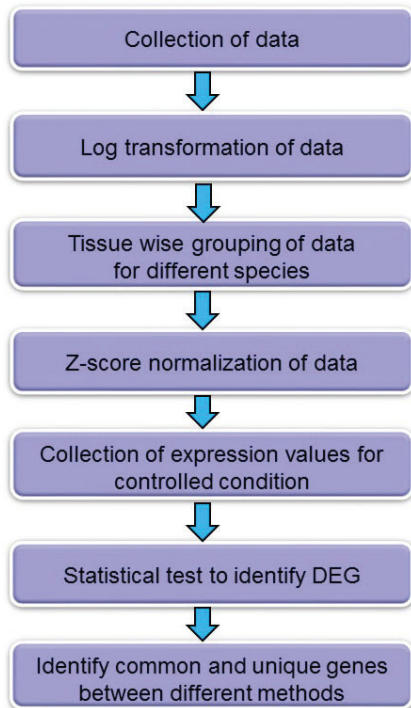 Collection of data
Log transformation of data
Tissue wise grouping of data
for different species
Z-score normalization of data
Collection of expression values for
controlled condition
Statistical test to identify DEG
Identify common and unique genes
between different methods